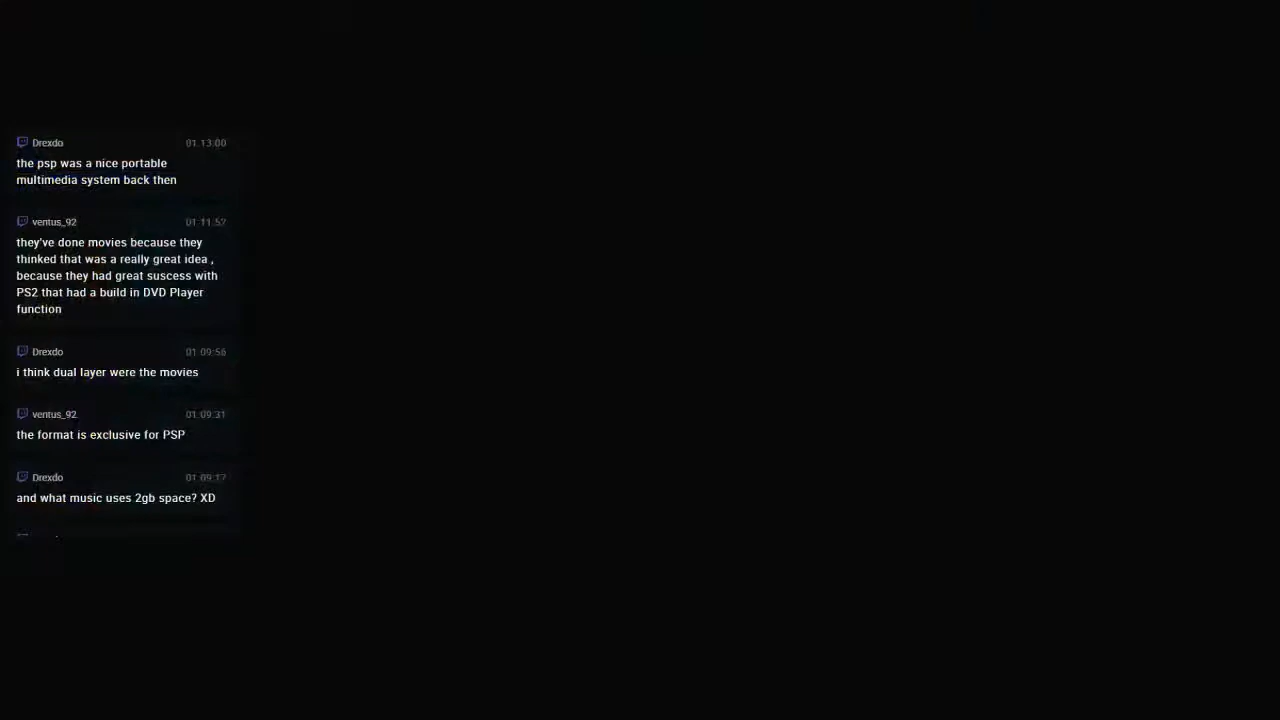 Drexdo 01:13:00
the psp was a nice portable
multimedia system back then
ventus_92 01:11:52
they've done movies because they
thinked that was a really great idea ,
because they had great suscess with
PS2 that had a build in DVD Player
function
Drexdo 01:09:56
i think dual layer were the movies
ventus_92 01:09:31
the format is exclusive for PSP
Drexdo 01:09:17
and what music uses 2gb space? XD